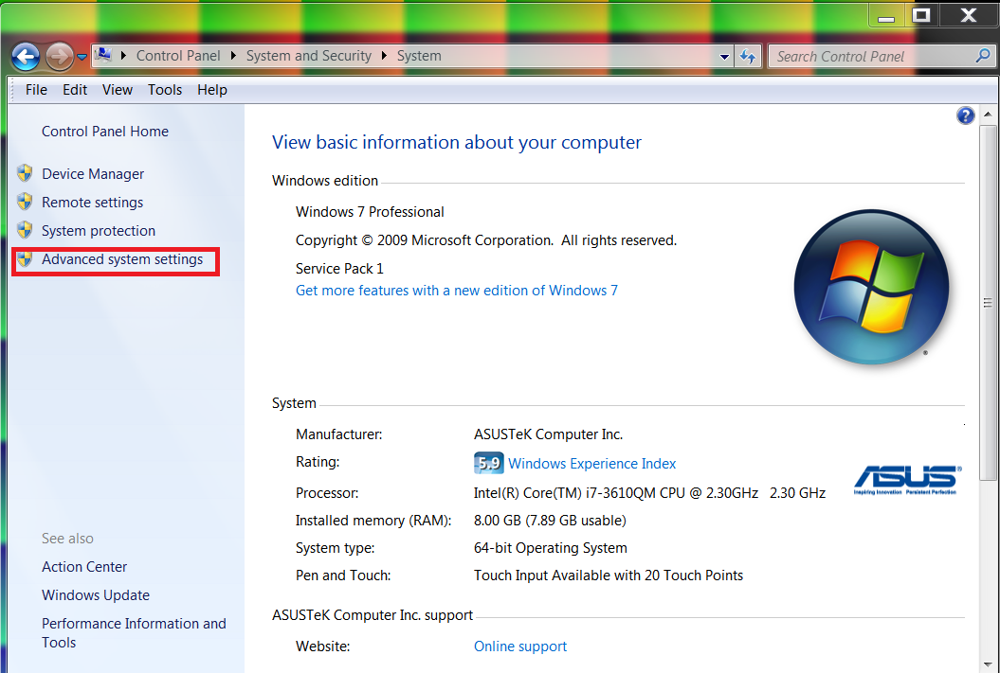 Control Panel System and Security System
Search Control Panel
File Edit View Tools Help
Control Panel Home
Device Manager
Remote settings
System protection
Advanced system settings
See also
Action Center
Windows Update
Performance Information and
Tools
?
View basic information about your computer
Windows edition
Windows 7 Professional
Copyright © 2009 Microsoft Corporation. All rights reserved.
Service Pack 1
Get more features with a new edition of Windows 7
®
System
Manufacturer: ASUSTeK Computer Inc.
Rating: 5,9 Windows Experience Index
Processor: Intel(R) Core(TM) i7-3610QM CPU @ 2.30GHz 2.30 GHz
Installed memory (RAM): 8.00 GB (7.89 GB usable)
System type: 64-bit Operating System
Pen and Touch: Touch Input Available with 20 Touch Points
ASUS®
Inspiring Innovation Persistent Perfection
ASUSTeK Computer Inc. support
Website: Online support